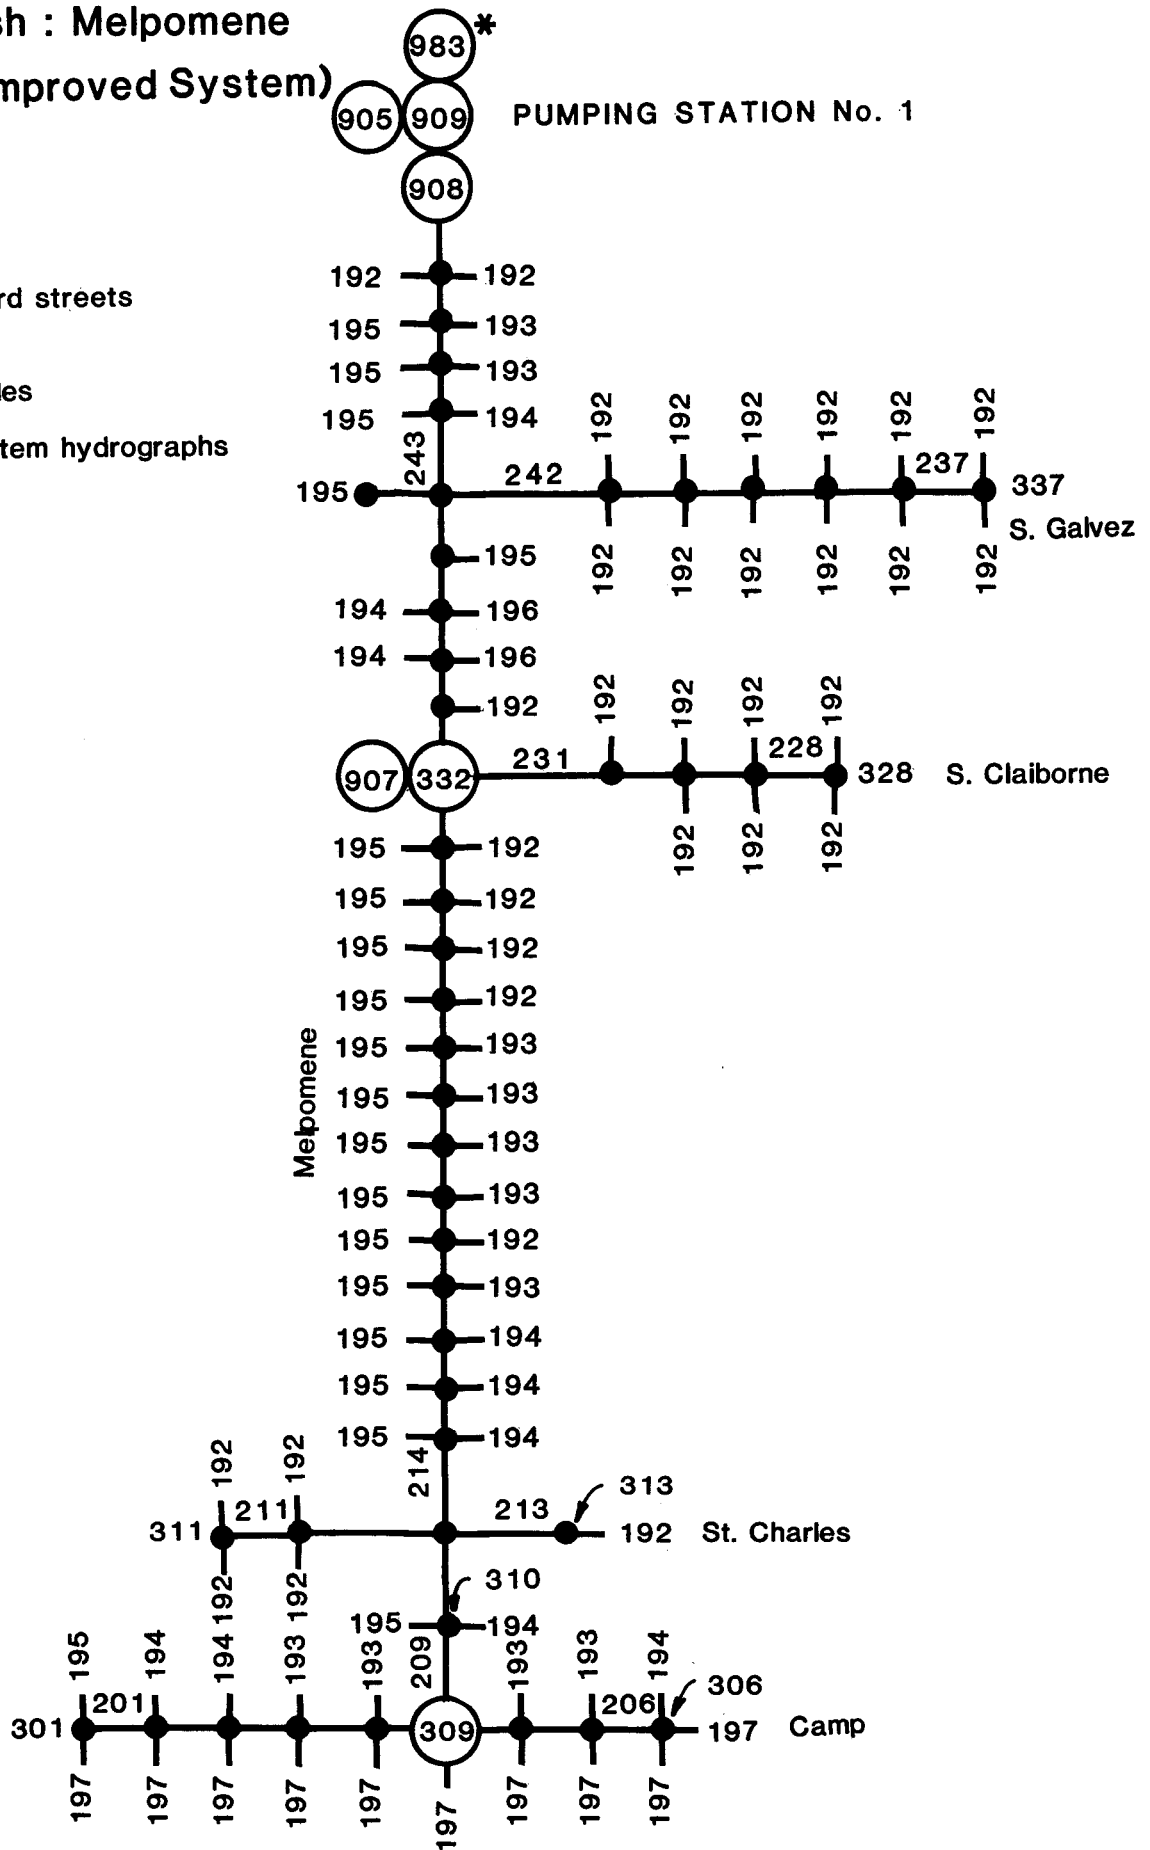 sh : Melpomene
mproved System)
983 *
905 909 PUMPING STATION No. 1
908
192 192
rd streets
195 193
195 193
les
195 194
tem hydrographs
243
192 192 192 192 192 192
195 242 237 337
S. Galvez
192 192 192 192 192 192
195
194 196
194 196
192
192 192 192 192
907 332 231 228 328 S. Claiborne
192 192 192
195 192
195 192
195 192
195 192
195 193
Melpomene
195 193
195 193
195 193
195 192
195 193
195 194
195 194
195 194
214
192 192
313
311 211 213 192 St. Charles
192 192
310
195 194
209
195 194 194 193 193 193 193 194
306
301 201 309 206 197 Camp
197 197 197 197 197 197 197 197 197